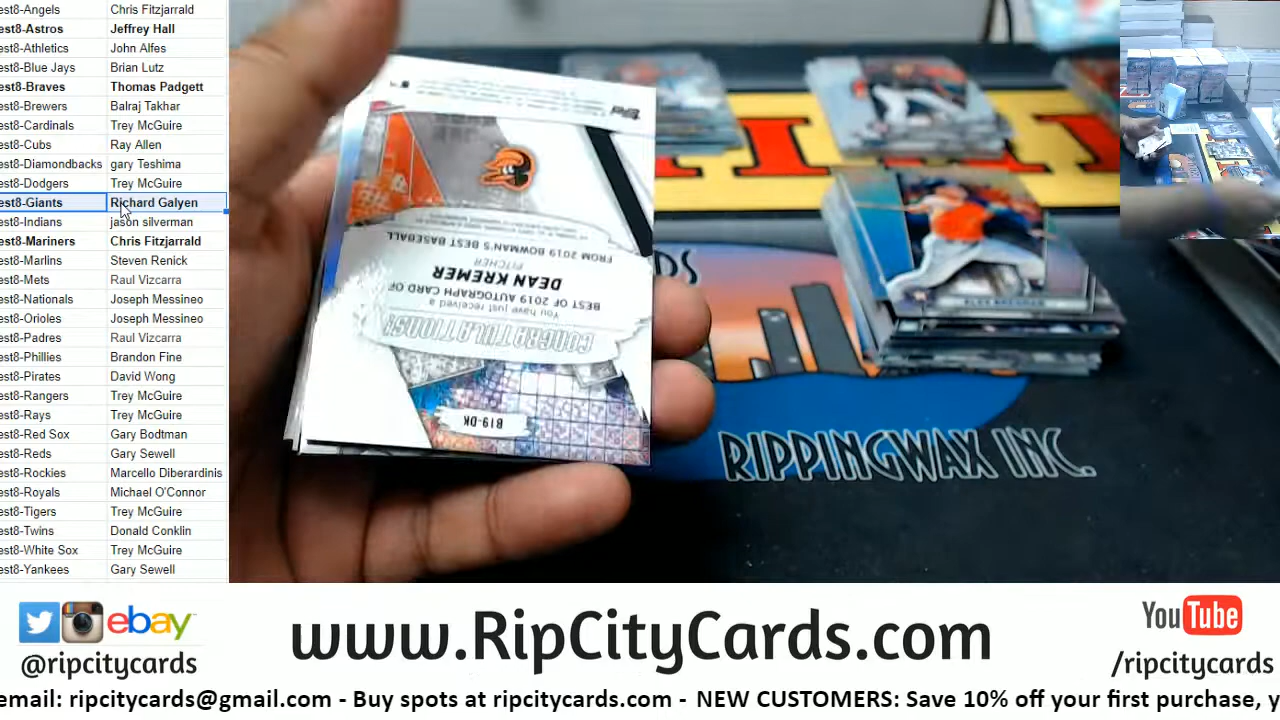 est8-Angels Chris Fitzjarrald
est8-Astros Jeffrey Hall
est8-Athletics John Alfes
est8-Blue Jays Brian Lutz
est8-Braves Thomas Padgett
est8-Brewers Balraj Takhar
est8-Cardinals Trey McGuire
est8-Cubs Ray Allen
est8-Diamondbacks gary Teshima
est8-Dodgers Trey McGuire
est8-Giants Richard Galyen
est8-Indians jason silverman
est8-Mariners Chris Fitzjarrald
est8-Marlins Steven Renick
est8-Mets Raul Vizcarra
est8-Nationals Joseph Messineo
est8-Orioles Joseph Messineo
est8-Padres Raul Vizcarra
est8-Phillies Brandon Fine
est8-Pirates David Wong
est8-Rangers Trey McGuire
est8-Rays Trey McGuire
est8-Red Sox Gary Bodtman
est8-Reds Gary Sewell
est8-Rockies Marcello Diberardinis
est8-Royals Michael O'Connor
est8-Tigers Trey McGuire
est8-Twins Donald Conklin
est8-White Sox Trey McGuire
est8-Yankees Gary Sewell
B19-DK
CONGRATULATIONS!
You have just received a
BEST OF 2019 AUTOGRAPH CARD OF
DEAN KREMER
PITCHER
FROM 2019 BOWMAN'S BEST BASEBALL
Topps
RDS
RIPPINGWAX INC.
ebay
@ripcitycards
www.RipCityCards.com
YouTube
/ripcitycards
email: ripcitycards@gmail.com - Buy spots at ripcitycards.com - NEW CUSTOMERS: Save 10% off your first purchase, y